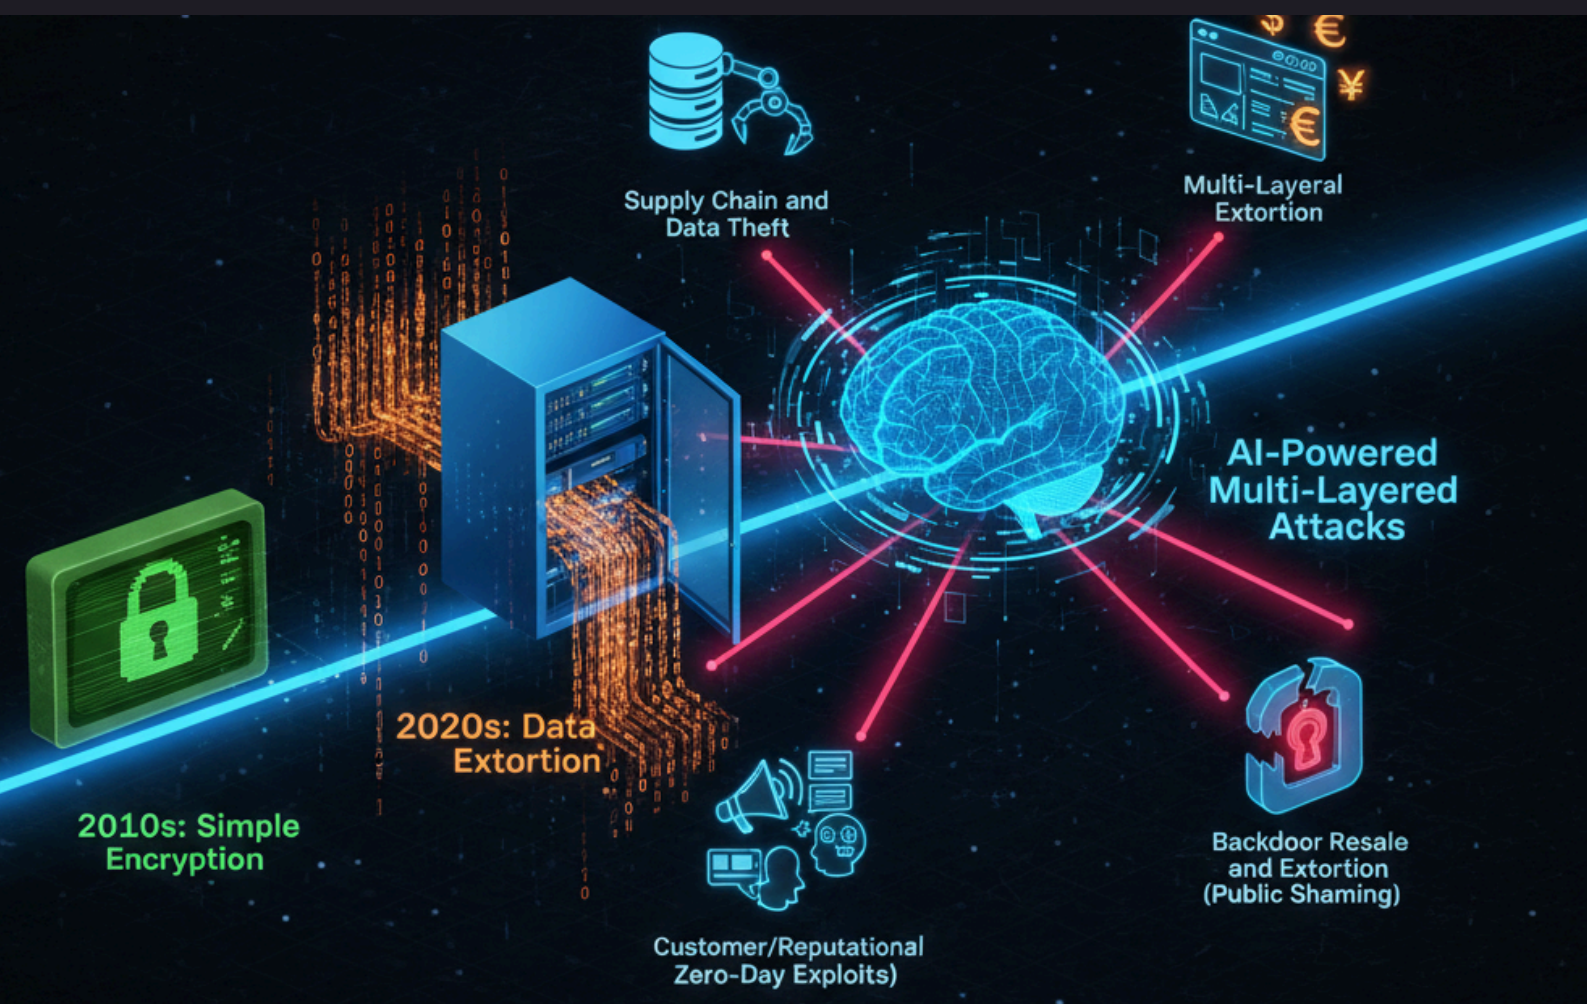 Supply Chain and
Data Theft
Multi-Layeral
Extortion
AI-Powered
Multi-Layered
Attacks
2020s: Data
Extortion
2010s: Simple
Encryption
Backdoor Resale
and Extortion
(Public Shaming)
Customer/Reputational
Zero-Day Exploits)